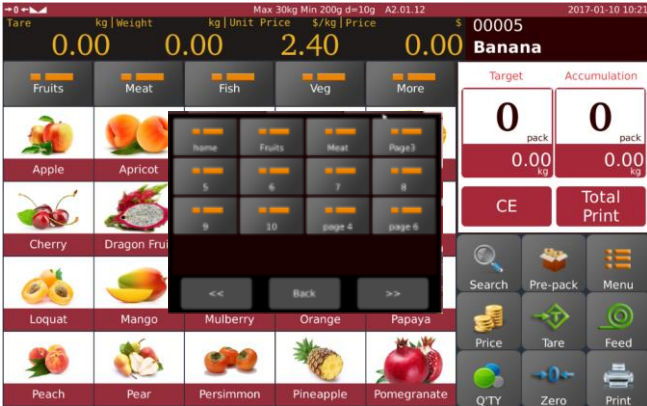 →0← Max 30kg Min 200g d=10g A2.01.12 2017-01-10 10:21
Tare kg Weight kg Unit Price $/kg Price $
0.00 0.00 2.40 0.00
00005
Banana
Fruits Meat Fish Veg More
Target Accumulation
0 0
pack pack
0.00 0.00
kg kg
CE Total Print
home Fruits Meat Page3
5 6 7 8
9 10 page 4 page 6
<< Back >>
Apple Apricot
Cherry Dragon Frui
Loquat Mango Mulberry Orange Papaya
Peach Pear Persimmon Pineapple Pomegranate
Search Pre-pack Menu
Price Tare Feed
T
Q'TY Zero Print
→0←